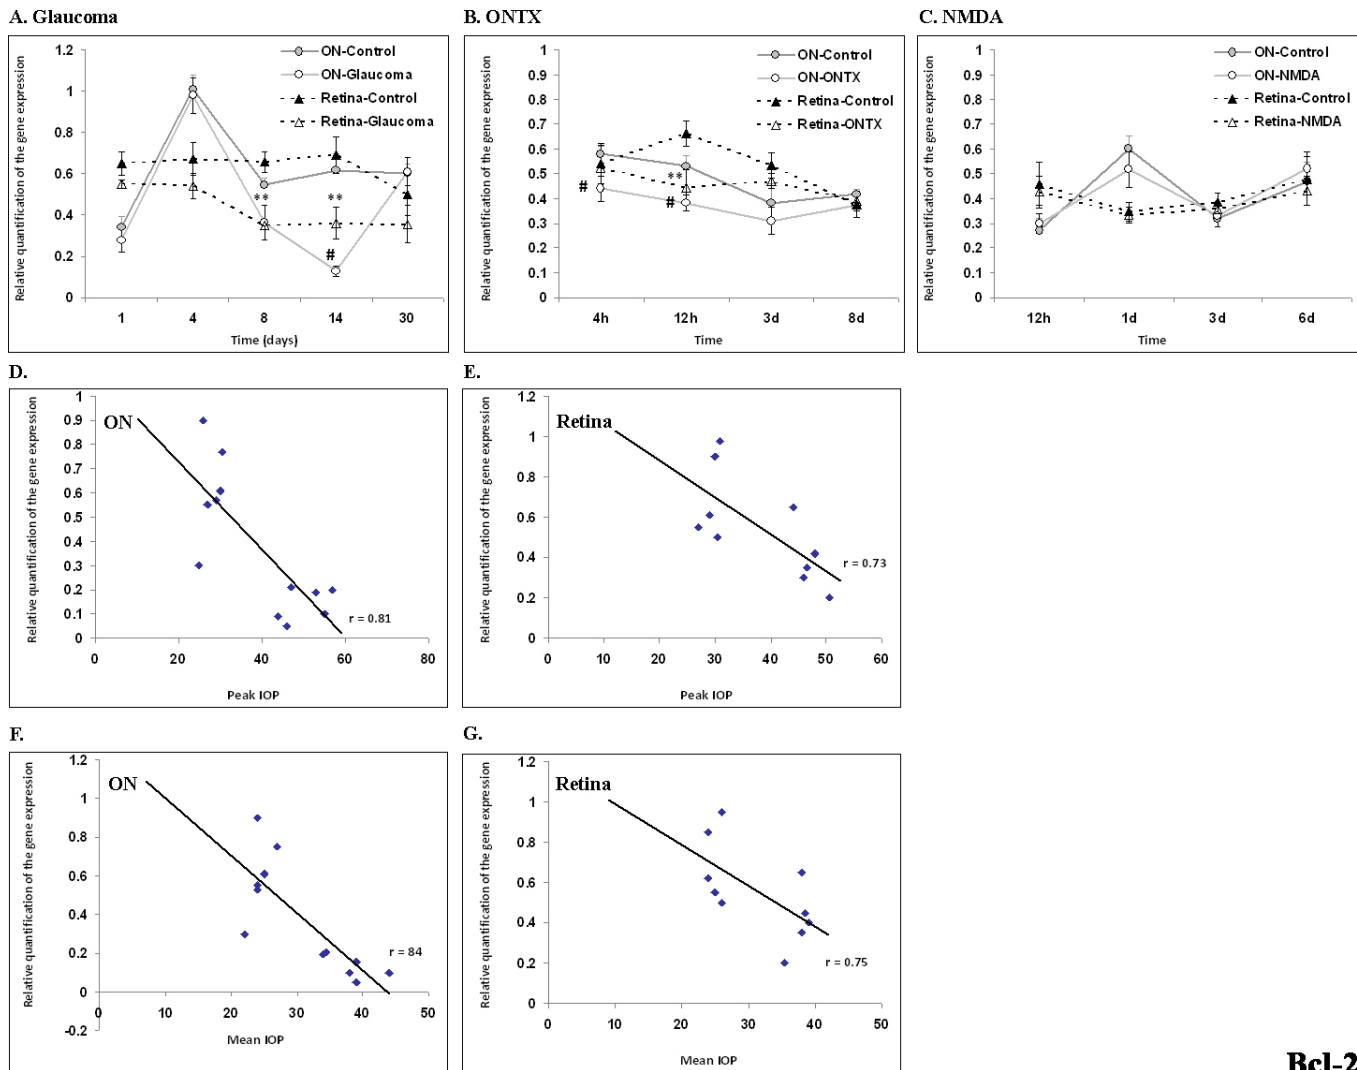 A. Glaucoma
Relative quantification of the gene expression
1.2
1
0.8
0.6
0.4
0.2
0
ON-Control
ON-Glaucoma
Retina-Control
Retina-Glaucoma
**
**
#
1 4 8 14 30
Time (days)
B. ONTX
Relative quantification of the gene expression
1
0.9
0.8
0.7
0.6
0.5
0.4
0.3
0.2
0.1
0
ON-Control
ON-ONTX
Retina-Control
Retina-ONTX
#
**
#
4h 12h 3d 8d
Time
C. NMDA
Relative quantification of the gene expression
1
0.9
0.8
0.7
0.6
0.5
0.4
0.3
0.2
0.1
0
ON-Control
ON-NMDA
Retina-Control
Retina-NMDA
12h 1d 3d 6d
Time
D.
Relative quantification of the gene expression
1
0.9
0.8
0.7
0.6
0.5
0.4
0.3
0.2
0.1
0
ON
r = 0.81
0 20 40 60 80
Peak IOP
E.
Relative quantification of the gene expression
1.2
1
0.8
0.6
0.4
0.2
0
Retina
r = 0.73
0 10 20 30 40 50 60
Peak IOP
F.
Relative quantification of the gene expression
1.2
1
0.8
0.6
0.4
0.2
0
-0.2
ON
r = 84
0 10 20 30 40 50
Mean IOP
G.
Relative quantification of the gene expression
1.2
1
0.8
0.6
0.4
0.2
0
Retina
r = 0.75
0 10 20 30 40 50
Mean IOP
Bcl-2